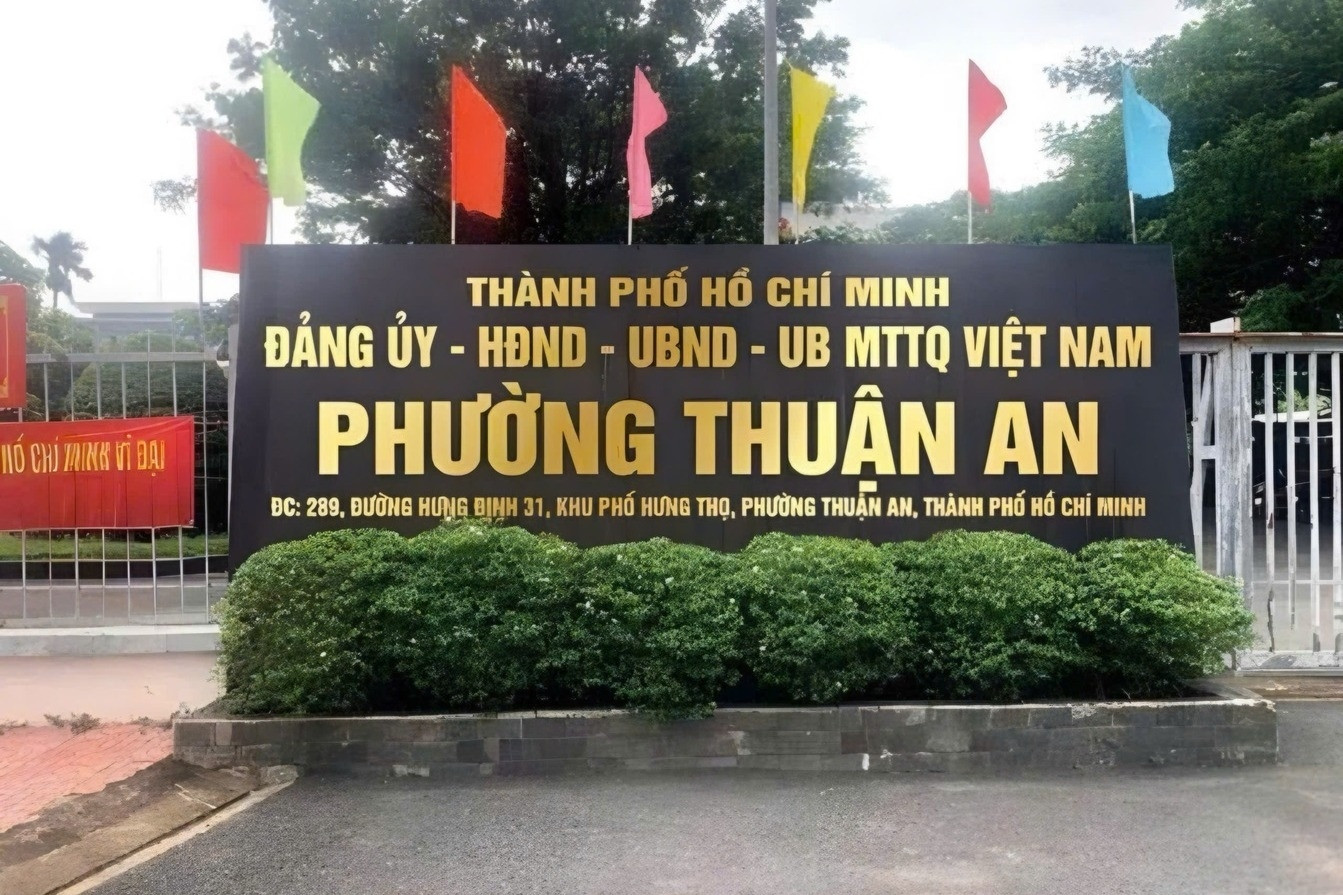 THÀNH PHỐ HỒ CHÍ MINH
ĐẢNG ỦY - HĐND - UBND - UB MTTQ VIỆT NAM
PHƯỜNG THUẬN AN
ĐC: 289, ĐƯỜNG HƯNG ĐỊNH 31, KHU PHỐ HƯNG THỌ, PHƯỜNG THUẬN AN, THÀNH PHỐ HỒ CHÍ MINH
HỒ CHÍ MINH VĨ ĐẠI